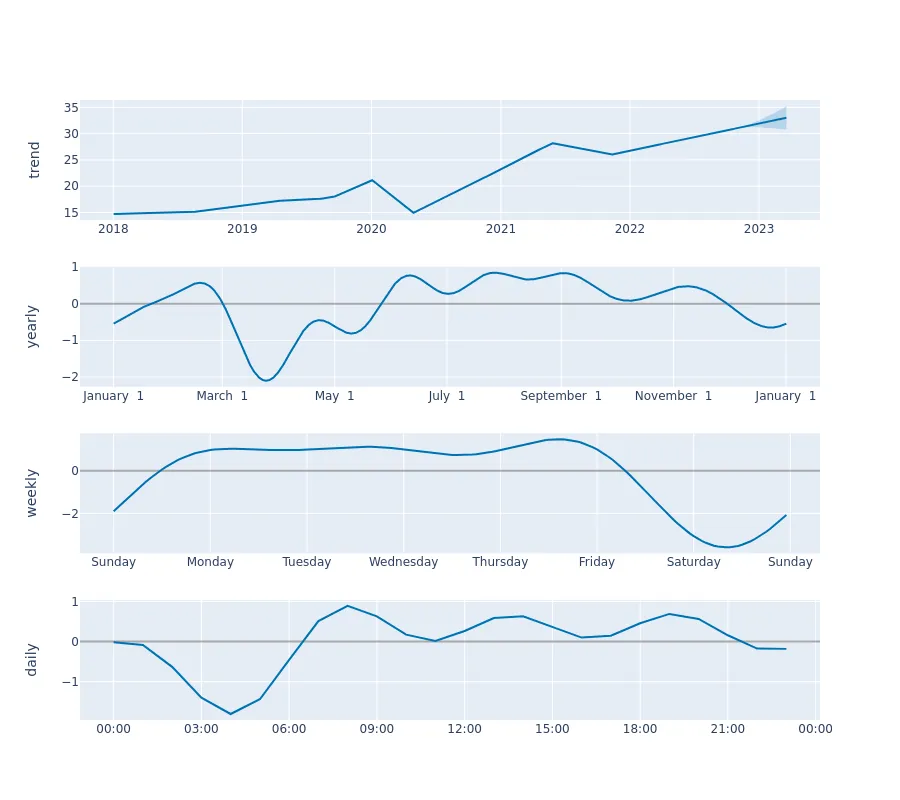 35
30
25
20
15
trend
2018 2019 2020 2021 2022 2023
1
0
−1
−2
yearly
January 1 March 1 May 1 July 1 September 1 November 1 January 1
0
−2
weekly
Sunday Monday Tuesday Wednesday Thursday Friday Saturday Sunday
1
0
−1
daily
00:00 03:00 06:00 09:00 12:00 15:00 18:00 21:00 00:00